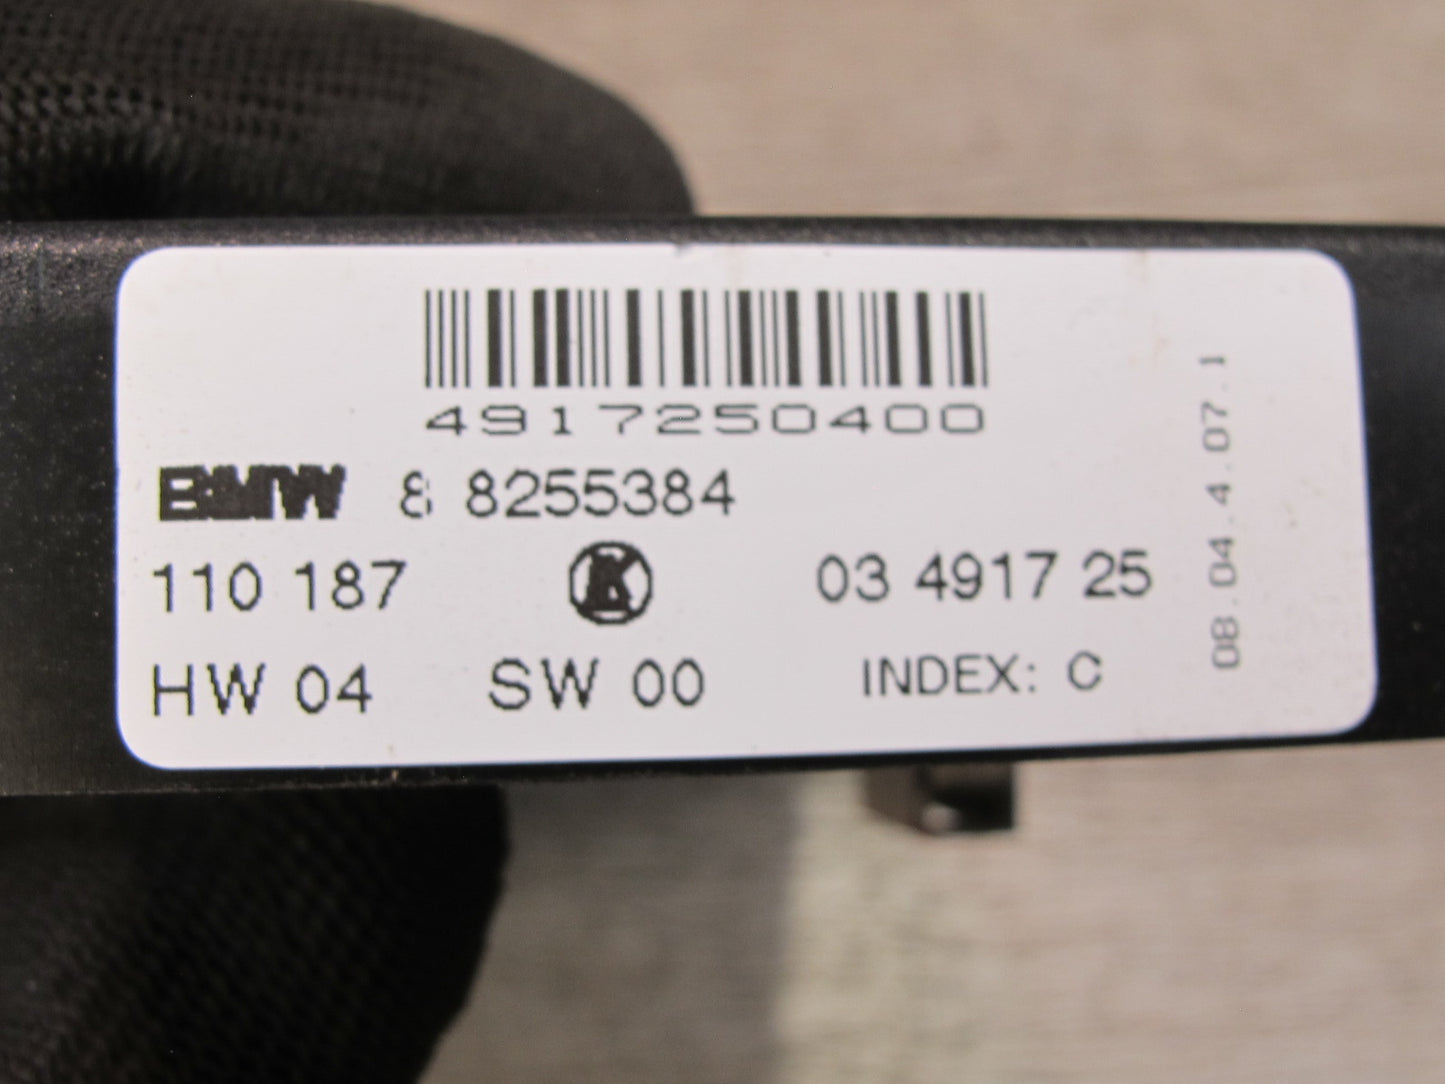 4917250400
BMW 8 8255384
110 187 K 03 4917 25
HW 04 SW 00 INDEX: C
08.04.4.07.1